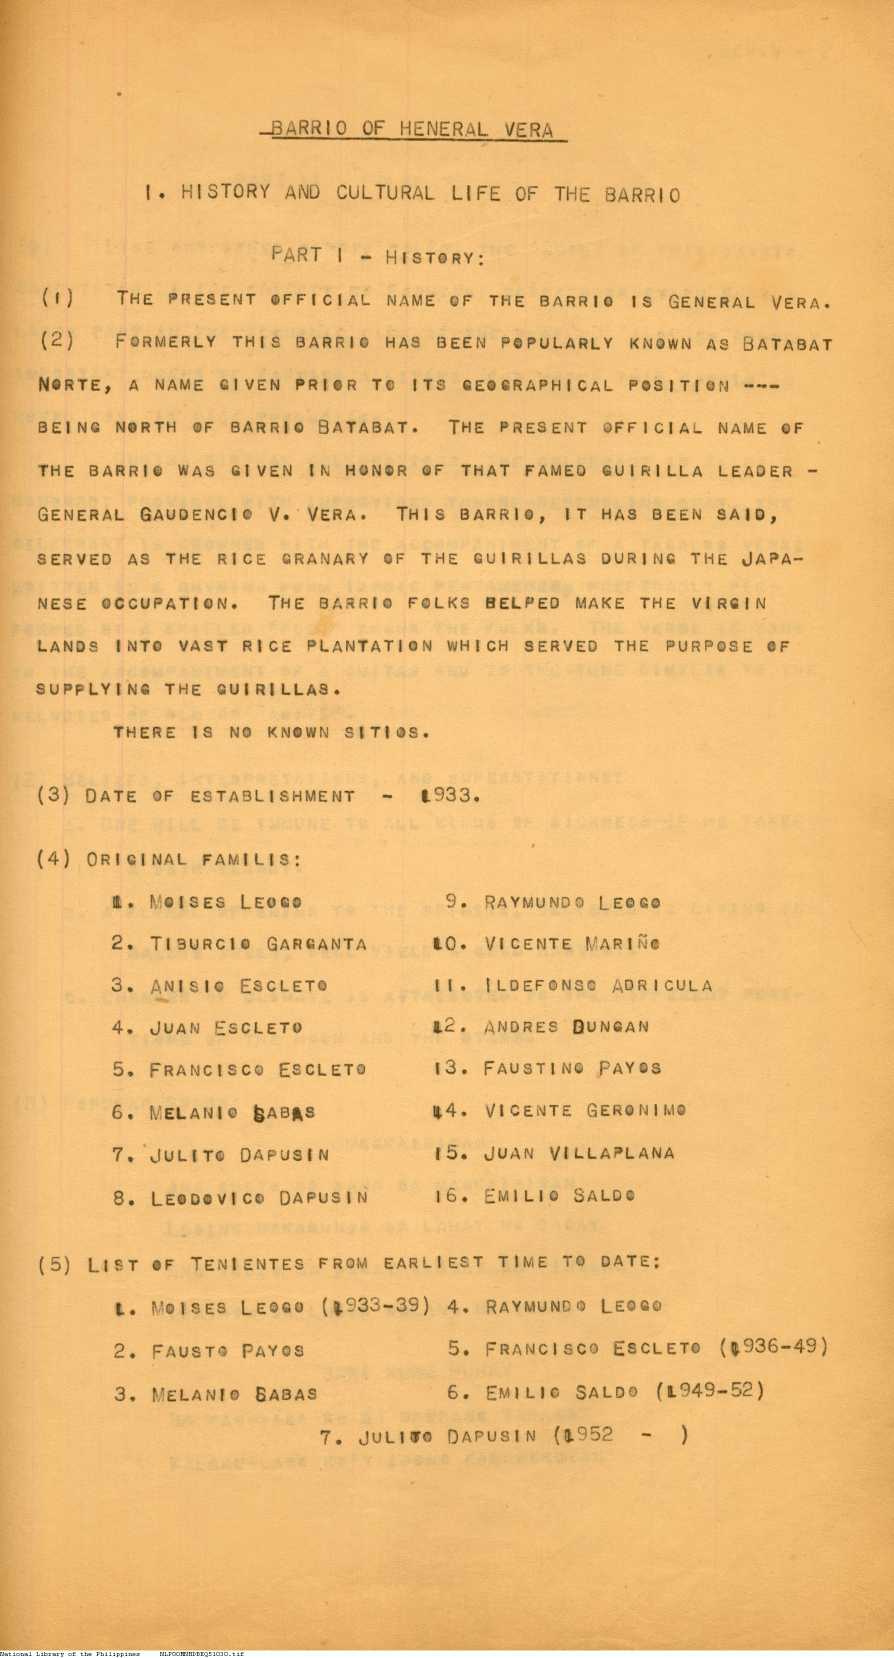 BARRIO OF HENERAL VERA
I. HISTORY AND CULTURAL LIFE OF THE BARRIO
PART I - HISTORY:
(1) THE PRESENT OFFICIAL NAME OF THE BARRIO IS GENERAL VERA.
(2) FORMERLY THIS BARRIO HAS BEEN POPULARLY KNOWN AS BATABAT
NORTE, A NAME GIVEN PRIOR TO ITS GEOGRAPHICAL POSITION ---
BEING NORTH OF BARRIO BATABAT. THE PRESENT OFFICIAL NAME OF
THE BARRIO WAS GIVEN IN HONOR OF THAT FAMED GUIRILLA LEADER -
GENERAL GAUDENCIO V. VERA. THIS BARRIO, IT HAS BEEN SAID,
SERVED AS THE RICE GRANARY OF THE GUIRILLAS DURING THE JAPA-
NESE OCCUPATION. THE BARRIO FOLKS HELPED MAKE THE VIRGIN
LANDS INTO VAST RICE PLANTATION WHICH SERVED THE PURPOSE OF
SUPPLYING THE GUIRILLAS.
THERE IS NO KNOWN SITIOS.
(3) DATE OF ESTABLISHMENT - 1933.
(4) ORIGINAL FAMILIS:
1. MOISES LEOGO 9. RAYMUNDO LEOGO
2. TIBURCIO GARGANTA 10. VICENTE MARIÑO
3. ANISIO ESCLETO 11. ILDEFONSO ADRICULA
4. JUAN ESCLETO 12. ANDRES DUNGAN
5. FRANCISCO ESCLETO 13. FAUSTINO PAYOS
6. MELANIO SABAS 14. VICENTE GERONIMO
7. JULITO DAPUSIN 15. JUAN VILLAPLANA
8. LEODOVICO DAPUSIN 16. EMILIO SALDO
(5) LIST OF TENIENTES FROM EARLIEST TIME TO DATE:
1. MOISES LEOGO (1933-39) 4. RAYMUNDO LEOGO
2. FAUSTO PAYOS 5. FRANCISCO ESCLETO (1936-49)
3. MELANIO SABAS 6. EMILIO SALDO (1949-52)
7. JULITO DAPUSIN (1952 - )
National Library of the Philippines